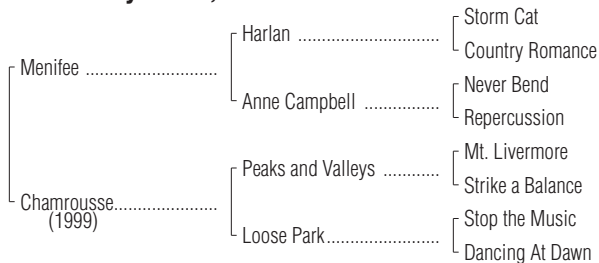 Storm Cat
Harlan ..............................
Country Romance
Menifee ............................
Never Bend
Anne Campbell ................
Repercussion
Mt. Livermore
Peaks and Valleys ............
Strike a Balance
Chamrousse......................
(1999)
Stop the Music
Loose Park........................
Dancing At Dawn